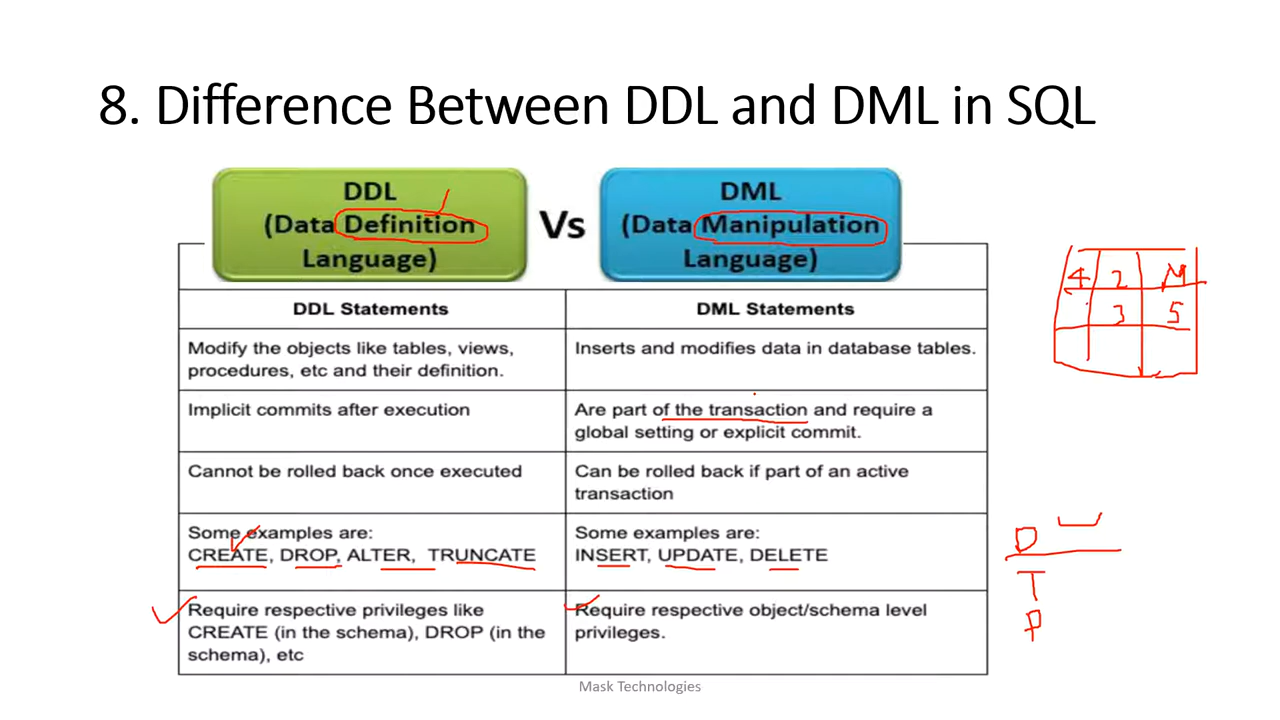 8. Difference Between DDL and DML in SQL
DDL
(Data Definition
Language)
Vs
DML
(Data Manipulation
Language)
DDL Statements
DML Statements
Modify the objects like tables, views,
procedures, etc and their definition.
Inserts and modifies data in database tables.
Implicit commits after execution
Are part of the transaction and require a
global setting or explicit commit.
Cannot be rolled back once executed
Can be rolled back if part of an active
transaction
Some examples are:
CREATE, DROP, ALTER, TRUNCATE
Some examples are:
INSERT, UPDATE, DELETE
Require respective privileges like
CREATE (in the schema), DROP (in the
schema), etc
Require respective object/schema level
privileges.
4 2 M
3 5
D
T
P
Mask Technologies